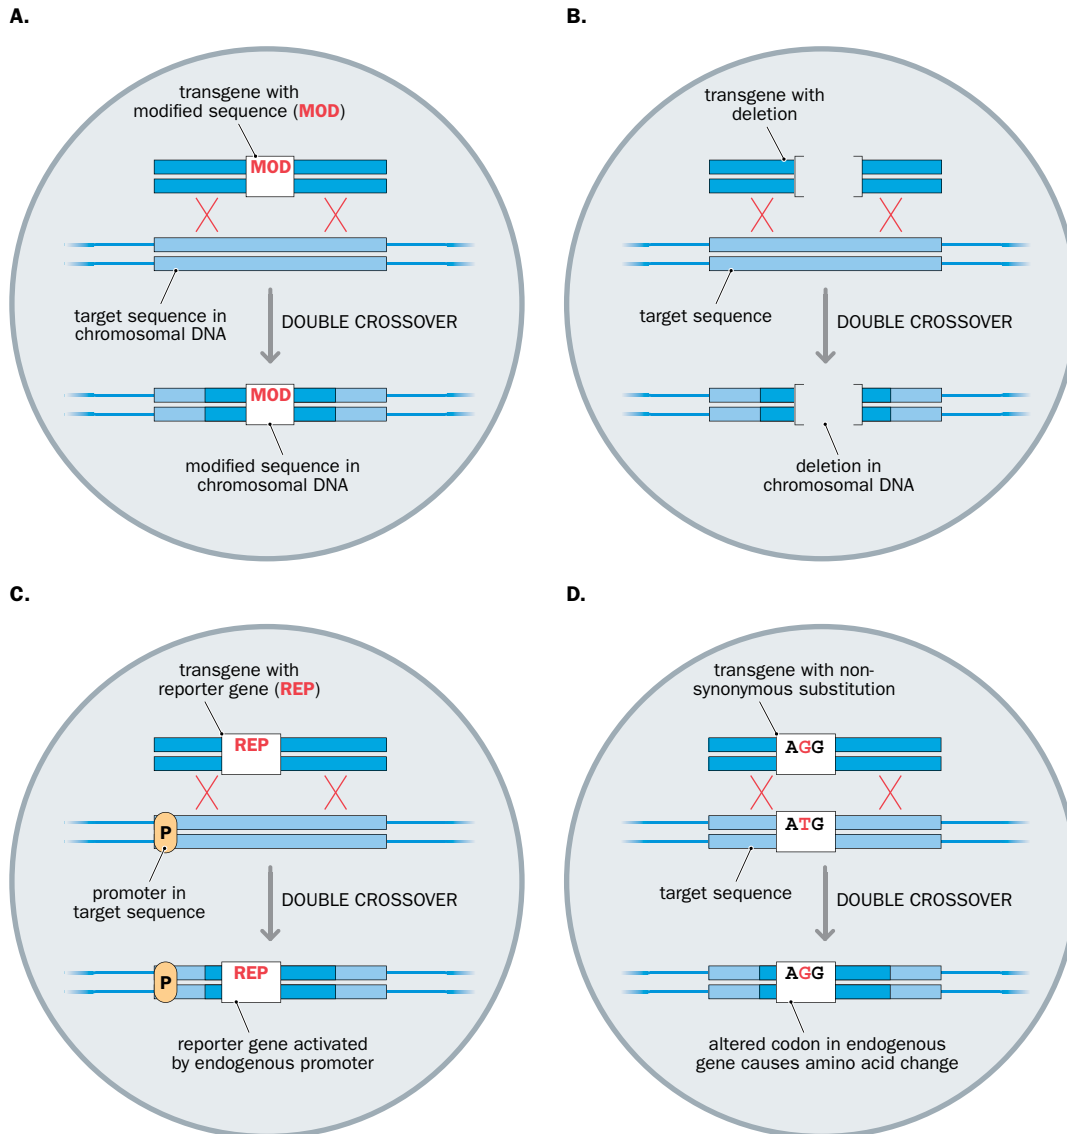 A.
transgene with
modified sequence (MOD)
MOD
target sequence in
chromosomal DNA
DOUBLE CROSSOVER
MOD
modified sequence in
chromosomal DNA
B.
transgene with
deletion
target sequence
DOUBLE CROSSOVER
deletion in
chromosomal DNA
C.
transgene with
reporter gene (REP)
REP
P
promoter in
target sequence
DOUBLE CROSSOVER
P
REP
reporter gene activated
by endogenous promoter
D.
transgene with non-
synonymous substitution
AGG
ATG
target sequence
DOUBLE CROSSOVER
AGG
altered codon in endogenous
gene causes amino acid change